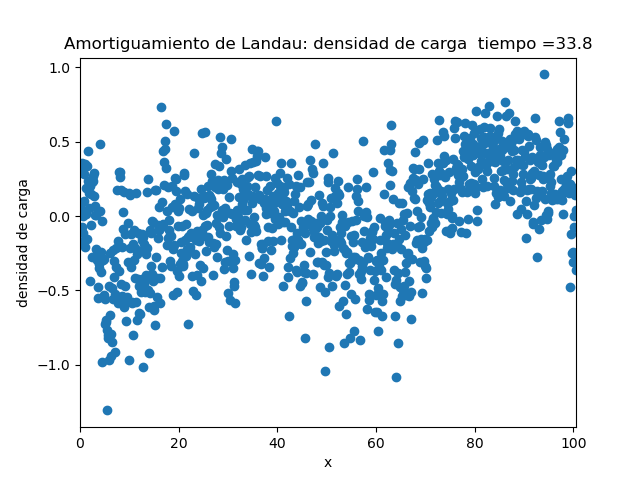 Amortiguamiento de Landau: densidad de carga  tiempo =33.8
1.0
0.5
0.0
−0.5
−1.0
densidad de carga
0 20 40 60 80 100
x